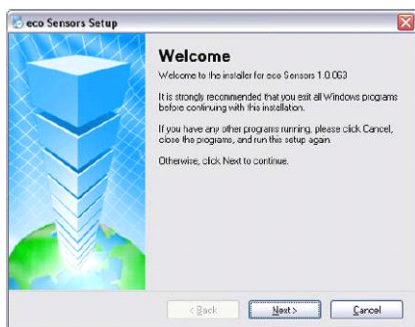 eco Sensors Setup
Welcome
Welcome to the installer for eco Sensors 1.0.063
It is strongly recommended that you exit all Windows programs
before continuing with this installation.
If you have any other programs running, please click Cancel,
close the programs, and run this setup again.
Otherwise, click Next to continue.
< Back Next > Cancel